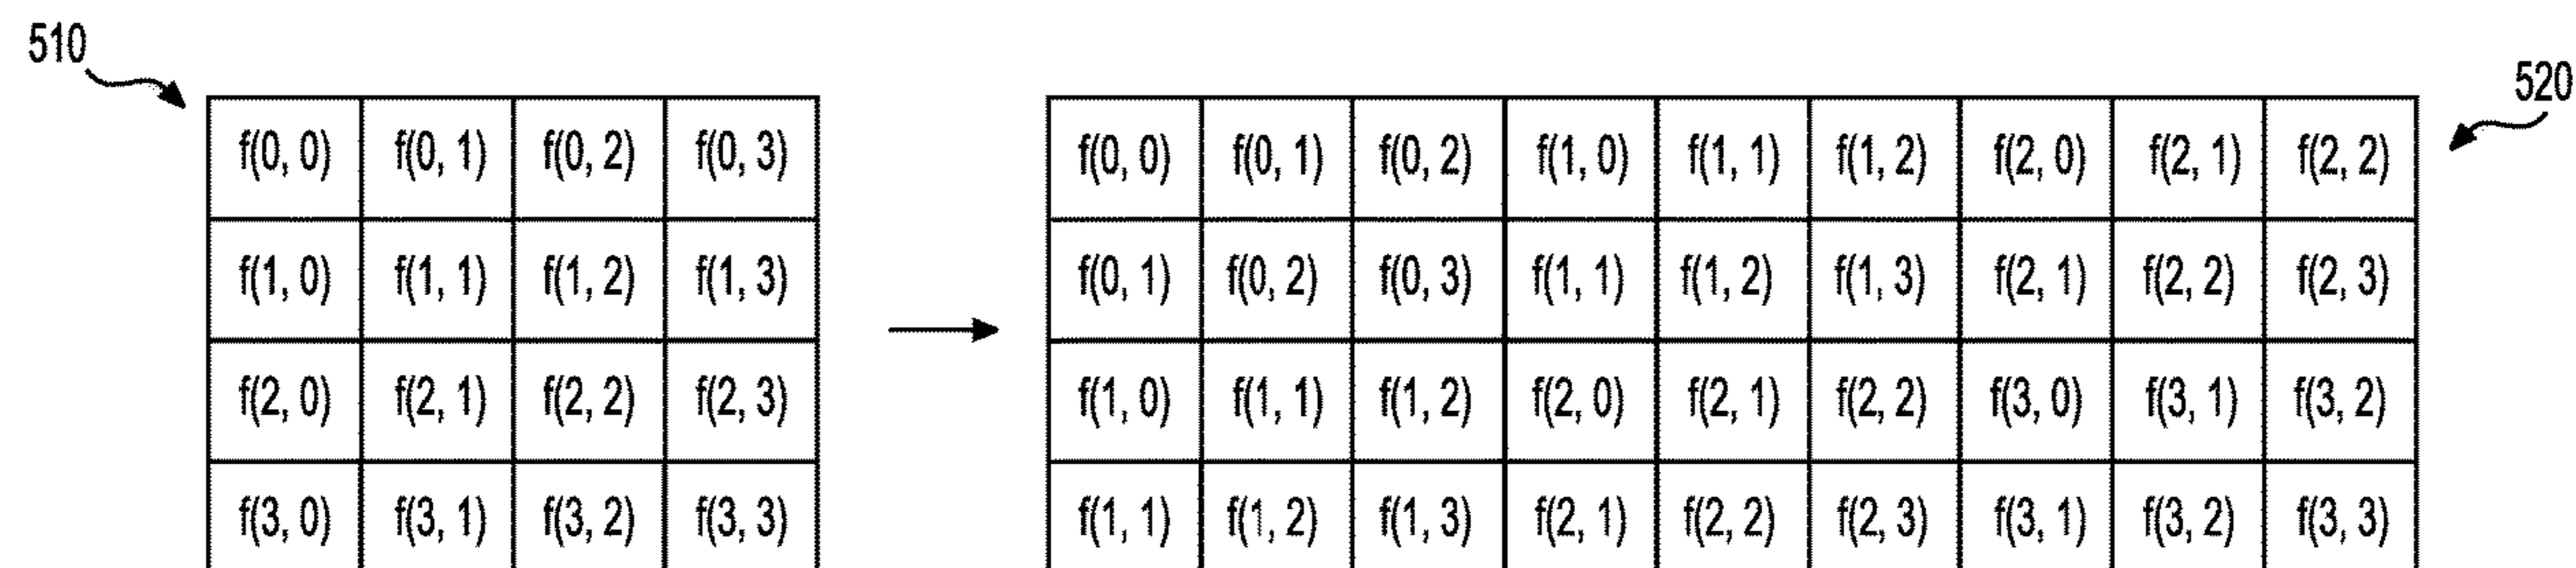 510
520
f(0, 0) f(0, 1) f(0, 2) f(0, 3)
f(1, 0) f(1, 1) f(1, 2) f(1, 3)
f(2, 0) f(2, 1) f(2, 2) f(2, 3)
f(3, 0) f(3, 1) f(3, 2) f(3, 3)
f(0, 0) f(0, 1) f(0, 2) f(1, 0) f(1, 1) f(1, 2) f(2, 0) f(2, 1) f(2, 2)
f(0, 1) f(0, 2) f(0, 3) f(1, 1) f(1, 2) f(1, 3) f(2, 1) f(2, 2) f(2, 3)
f(1, 0) f(1, 1) f(1, 2) f(2, 0) f(2, 1) f(2, 2) f(3, 0) f(3, 1) f(3, 2)
f(1, 1) f(1, 2) f(1, 3) f(2, 1) f(2, 2) f(2, 3) f(3, 1) f(3, 2) f(3, 3)